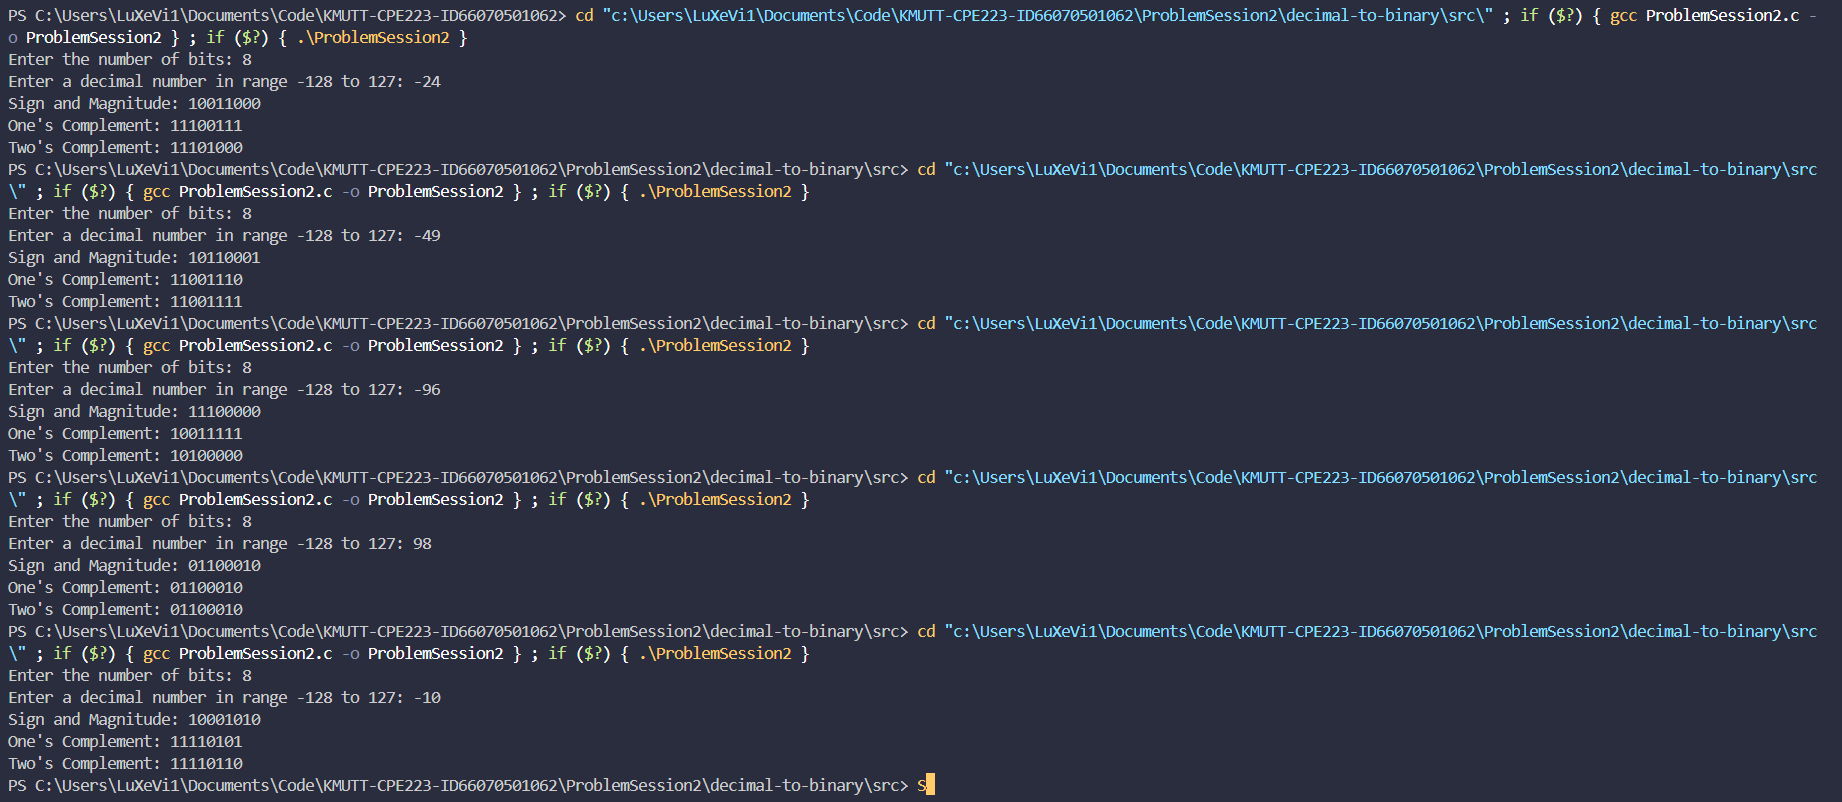 PS C:\Users\LuXeVi1\Documents\Code\KMUTT-CPE223-ID66070501062> cd "c:\Users\LuXeVi1\Documents\Code\KMUTT-CPE223-ID66070501062\ProblemSession2\decimal-to-binary\src\" ; if ($?) { gcc ProblemSession2.c -
o ProblemSession2 } ; if ($?) { .\ProblemSession2 }
Enter the number of bits: 8
Enter a decimal number in range -128 to 127: -24
Sign and Magnitude: 10011000
One's Complement: 11100111
Two's Complement: 11101000
PS C:\Users\LuXeVi1\Documents\Code\KMUTT-CPE223-ID66070501062\ProblemSession2\decimal-to-binary\src> cd "c:\Users\LuXeVi1\Documents\Code\KMUTT-CPE223-ID66070501062\ProblemSession2\decimal-to-binary\src
\" ; if ($?) { gcc ProblemSession2.c -o ProblemSession2 } ; if ($?) { .\ProblemSession2 }
Enter the number of bits: 8
Enter a decimal number in range -128 to 127: -49
Sign and Magnitude: 10110001
One's Complement: 11001110
Two's Complement: 11001111
PS C:\Users\LuXeVi1\Documents\Code\KMUTT-CPE223-ID66070501062\ProblemSession2\decimal-to-binary\src> cd "c:\Users\LuXeVi1\Documents\Code\KMUTT-CPE223-ID66070501062\ProblemSession2\decimal-to-binary\src
\" ; if ($?) { gcc ProblemSession2.c -o ProblemSession2 } ; if ($?) { .\ProblemSession2 }
Enter the number of bits: 8
Enter a decimal number in range -128 to 127: -96
Sign and Magnitude: 11100000
One's Complement: 10011111
Two's Complement: 10100000
PS C:\Users\LuXeVi1\Documents\Code\KMUTT-CPE223-ID66070501062\ProblemSession2\decimal-to-binary\src> cd "c:\Users\LuXeVi1\Documents\Code\KMUTT-CPE223-ID66070501062\ProblemSession2\decimal-to-binary\src
\" ; if ($?) { gcc ProblemSession2.c -o ProblemSession2 } ; if ($?) { .\ProblemSession2 }
Enter the number of bits: 8
Enter a decimal number in range -128 to 127: 98
Sign and Magnitude: 01100010
One's Complement: 01100010
Two's Complement: 01100010
PS C:\Users\LuXeVi1\Documents\Code\KMUTT-CPE223-ID66070501062\ProblemSession2\decimal-to-binary\src> cd "c:\Users\LuXeVi1\Documents\Code\KMUTT-CPE223-ID66070501062\ProblemSession2\decimal-to-binary\src
\" ; if ($?) { gcc ProblemSession2.c -o ProblemSession2 } ; if ($?) { .\ProblemSession2 }
Enter the number of bits: 8
Enter a decimal number in range -128 to 127: -10
Sign and Magnitude: 10001010
One's Complement: 11110101
Two's Complement: 11110110
PS C:\Users\LuXeVi1\Documents\Code\KMUTT-CPE223-ID66070501062\ProblemSession2\decimal-to-binary\src> S